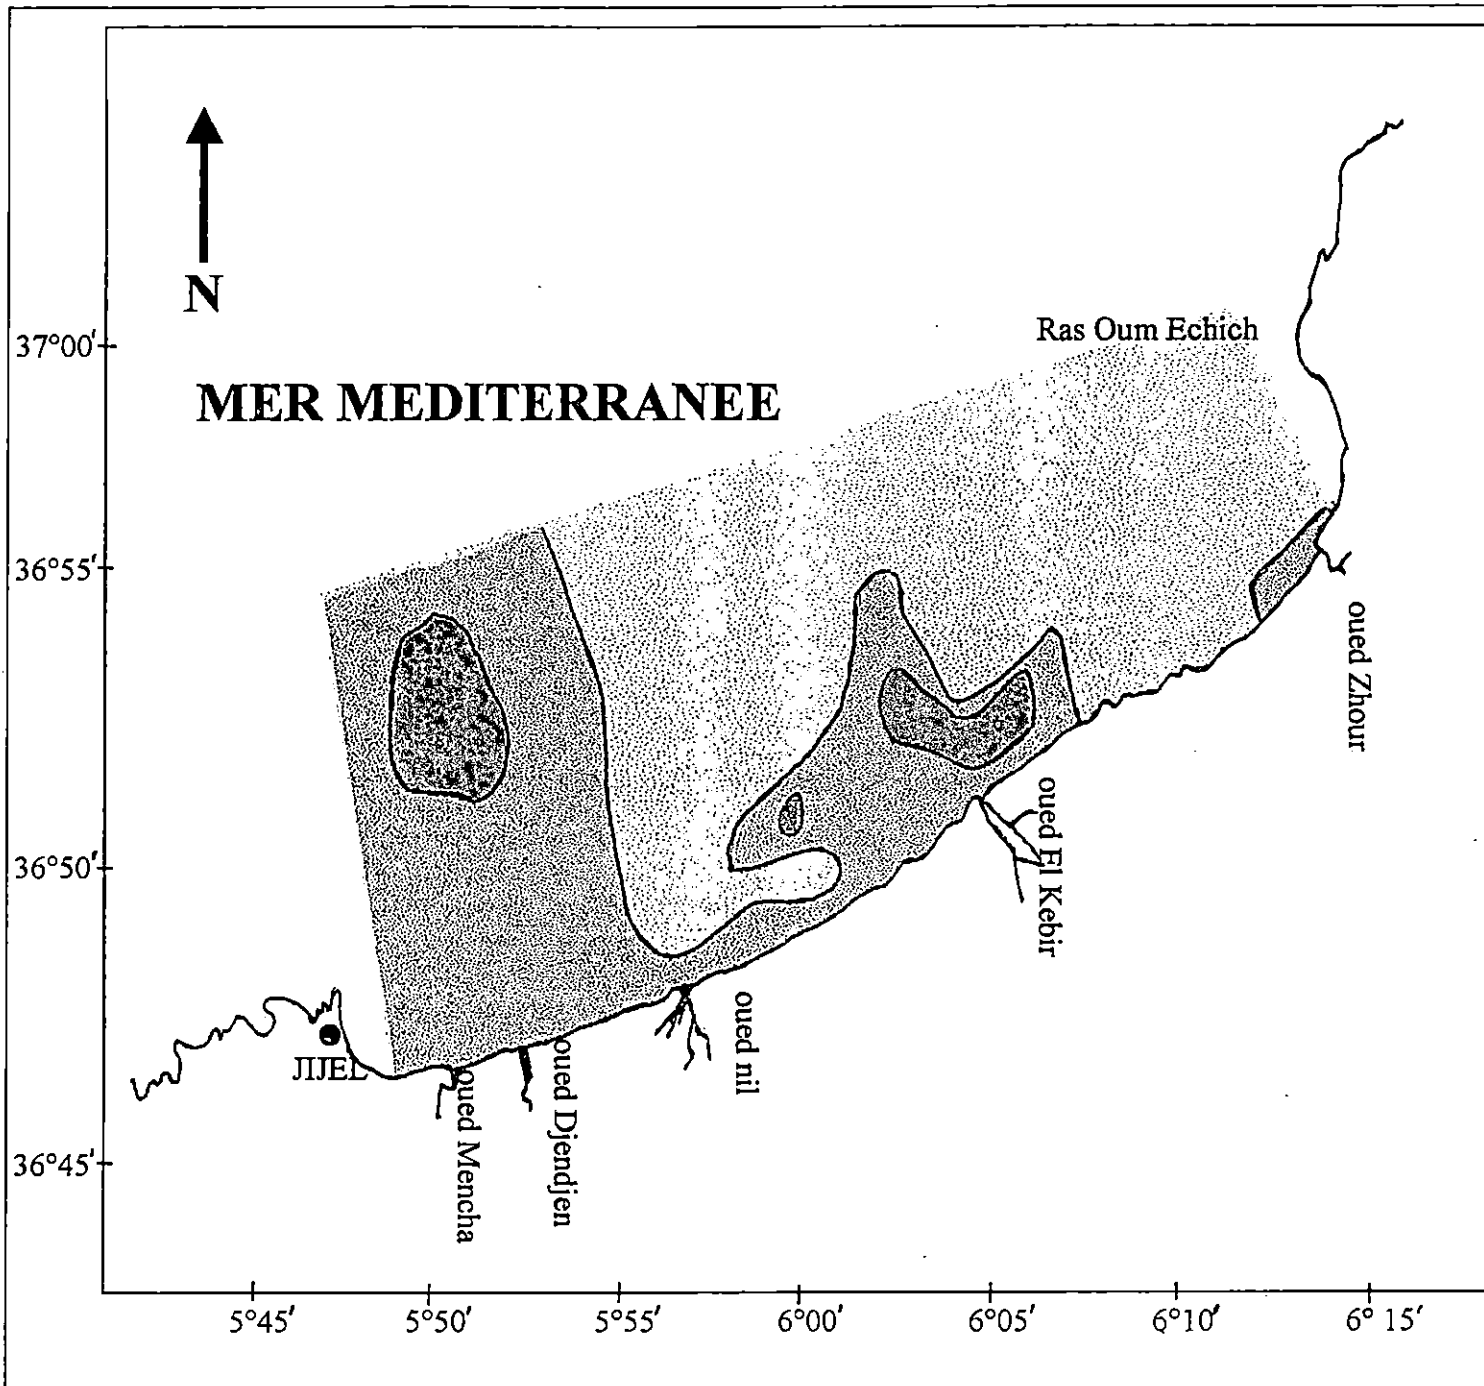 N
MER MEDITERRANEE
Ras Oum Echich
37°00'
36°55'
36°50'
36°45'
JIJEL
oued Mencha
oued Djendjen
oued nil
oued El Kebir
oued Zhour
5°45'
5°50'
5°55'
6°00'
6°05'
6°10'
6° 15'